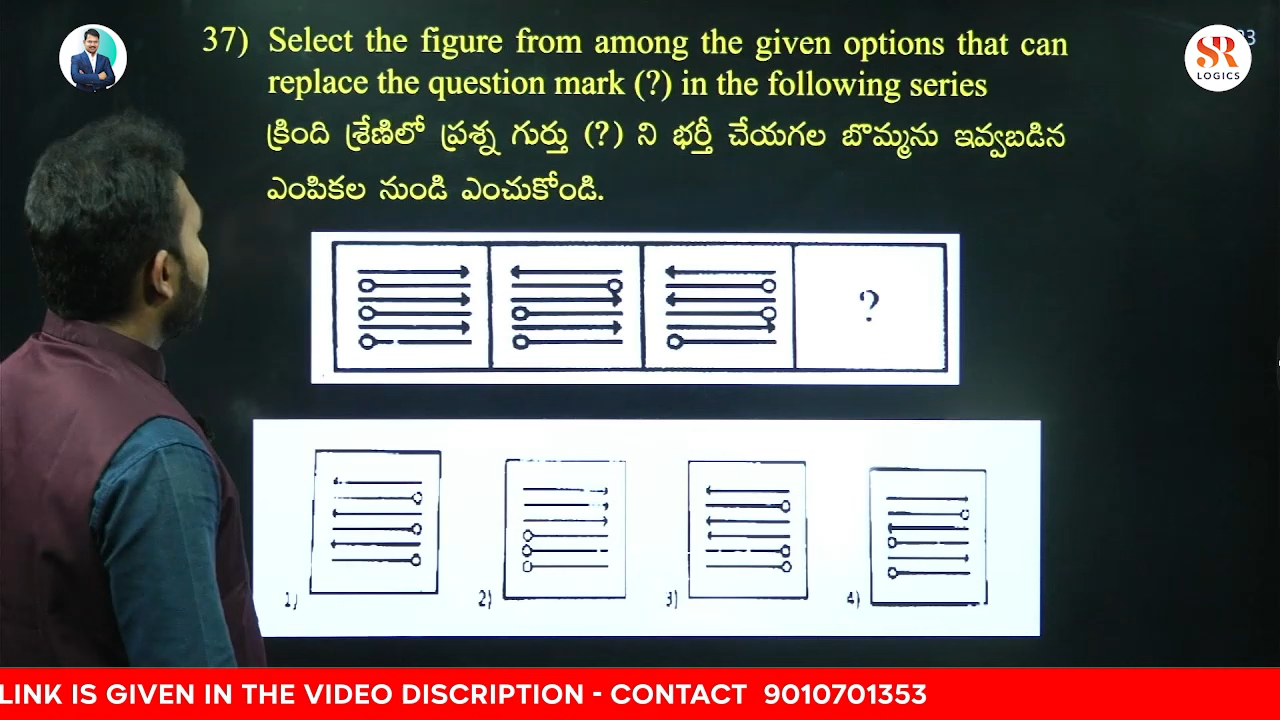 37) Select the figure from among the given options that can
replace the question mark (?) in the following series
క్రింది శ్రేణిలో ప్రశ్న గుర్తు (?) ని భర్తీ చేయగల బొమ్మను ఇవ్వబడిన
ఎంపికల నుండి ఎంచుకోండి.
SR
LOGICS
?
1)
2)
3)
4)
LINK IS GIVEN IN THE VIDEO DISCRIPTION - CONTACT 9010701353